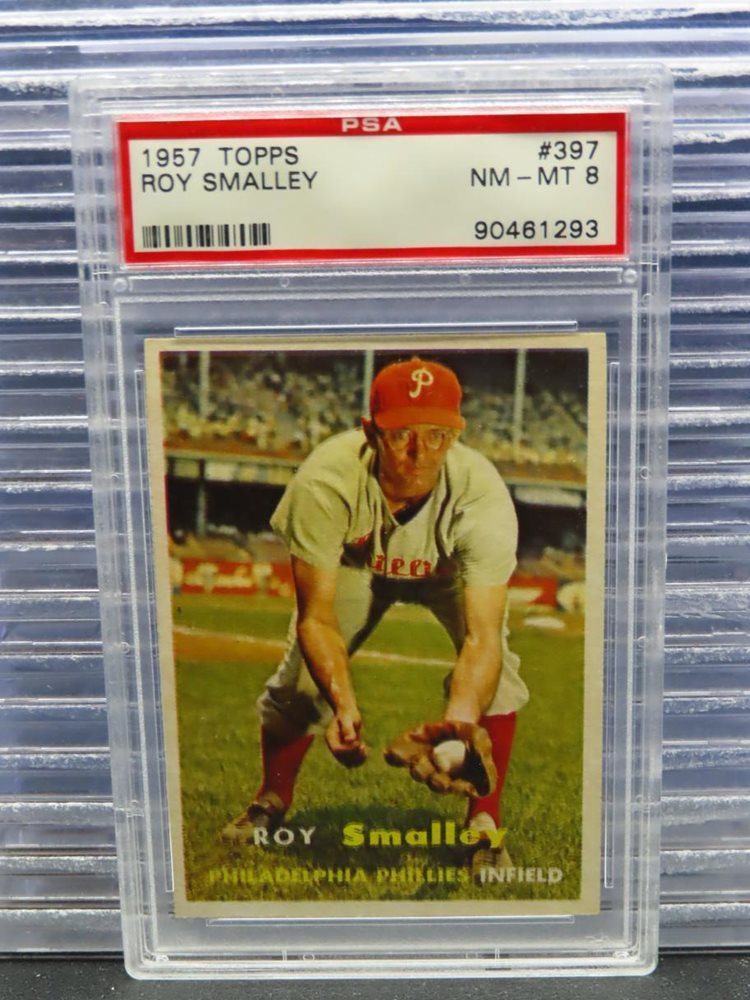 PSA
1957 TOPPS #397
ROY SMALLEY NM-MT 8
90461293
P
ROY Smalley
PHILADELPHIA PHILLIES INFIELD